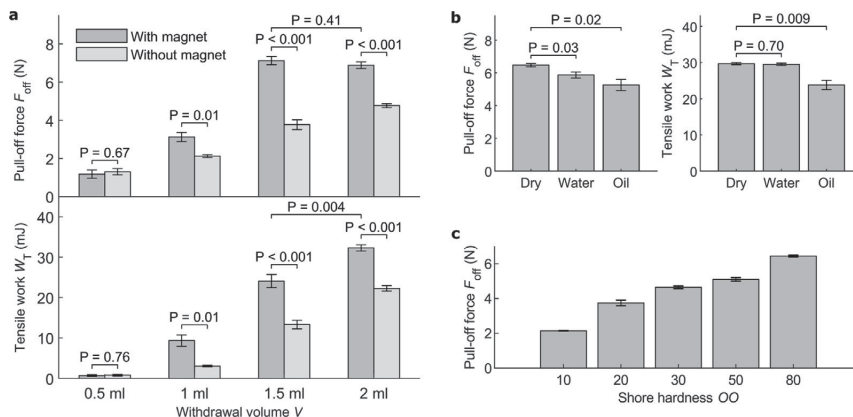 a
With magnet
Without magnet
Pull-off force F_off (N)
8
6
4
2
0
P = 0.67
P = 0.01
P < 0.001
P = 0.41
P < 0.001
Tensile work W_T (mJ)
40
30
20
10
0
P = 0.76
P = 0.01
P < 0.001
P = 0.004
P < 0.001
0.5 ml 1 ml 1.5 ml 2 ml
Withdrawal volume V
b
Pull-off force F_off (N)
8
6
4
2
0
P = 0.02
P = 0.03
Dry Water Oil
Tensile work W_T (mJ)
40
30
20
10
0
P = 0.009
P = 0.70
Dry Water Oil
c
Pull-off force F_off (N)
6
4
2
0
10 20 30 50 80
Shore hardness OO